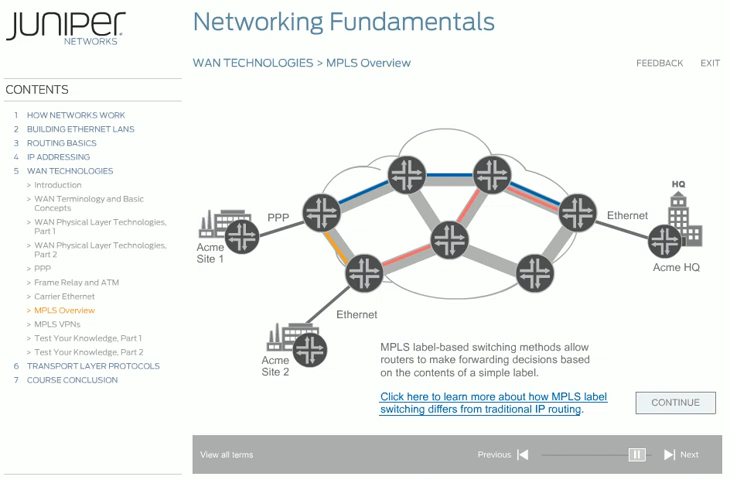 JUNIPER
NETWORKS
Networking Fundamentals
WAN TECHNOLOGIES > MPLS Overview
FEEDBACK
EXIT
CONTENTS
1 HOW NETWORKS WORK
2 BUILDING ETHERNET LANS
3 ROUTING BASICS
4 IP ADDRESSING
5 WAN TECHNOLOGIES
> Introduction
> WAN Terminology and Basic
Concepts
> WAN Physical Layer Technologies,
Part 1
> WAN Physical Layer Technologies,
Part 2
> PPP
> Frame Relay and ATM
> Carrier Ethernet
> MPLS Overview
> MPLS VPNs
> Test Your Knowledge, Part 1
> Test Your Knowledge, Part 2
6 TRANSPORT LAYER PROTOCOLS
7 COURSE CONCLUSION
HQ
PPP
Ethernet
Acme
Site 1
Acme HQ
Ethernet
Acme
Site 2
MPLS label-based switching methods allow
routers to make forwarding decisions based
on the contents of a simple label.
Click here to learn more about how MPLS label
switching differs from traditional IP routing.
CONTINUE
View all terms
Previous
Next